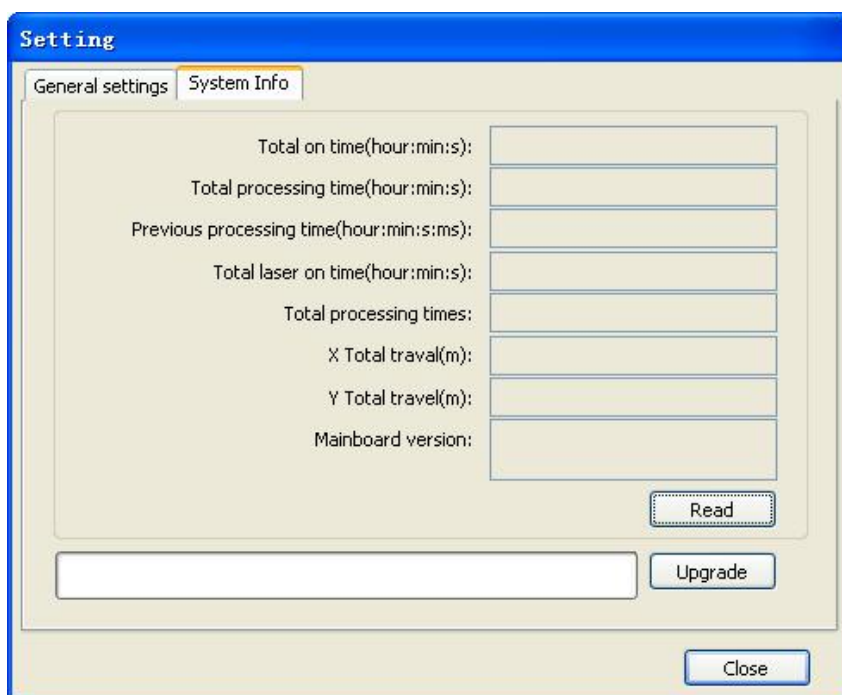 Setting
General settings System Info
Total on time(hour:min:s):
Total processing time(hour:min:s):
Previous processing time(hour:min:s:ms):
Total laser on time(hour:min:s):
Total processing times:
X Total traval(m):
Y Total travel(m):
Mainboard version:
Read
Upgrade
Close